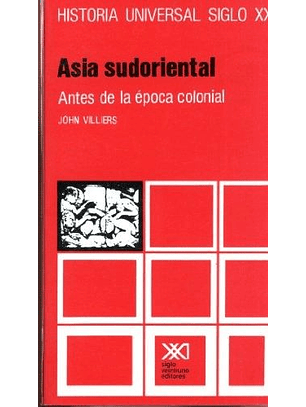 HISTORIA UNIVERSAL SIGLO XX
Asia sudoriental
Antes de la época colonial
JOHN VILLIERS
siglo
veintiuno
editores